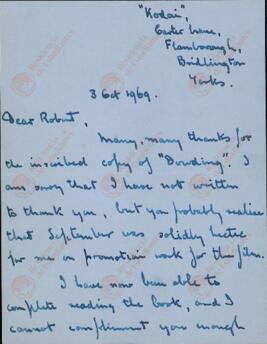 "Kodai",
Carter Lane,
Flamborough,
Bridlington
Yorks.
3 Oct 1969.
Dear Robert,
Many, many thanks for
the inscribed copy of "Dowding". I
am sorry that I have not written
to thank you, but you probably realise
that September was solidly hectic
for me on promotion work for the film.
I have now been able to
complete reading the book, and I
cannot compliment you enough